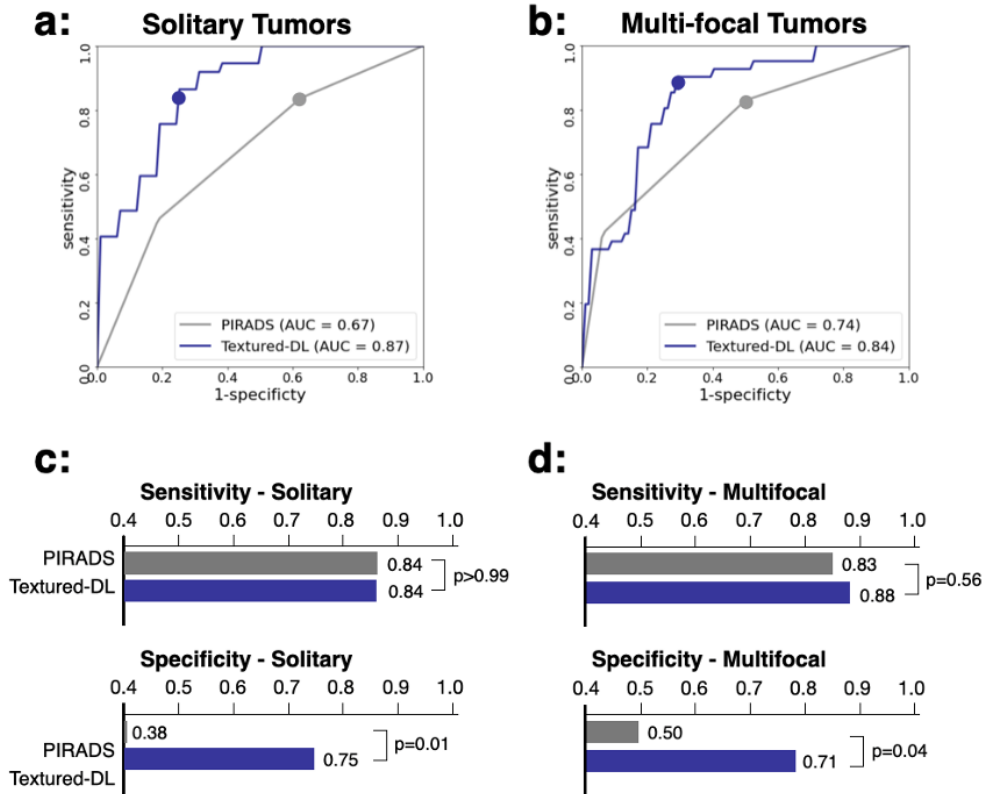 a:
Solitary Tumors
1.0
0.8
0.6
0.4
0.2
0.0
sensitivity
PIRADS (AUC = 0.67)
Textured-DL (AUC = 0.87)
0.0 0.2 0.4 0.6 0.8 1.0
1-specificty
b:
Multi-focal Tumors
1.0
0.8
0.6
0.4
0.2
0.0
sensitivity
PIRADS (AUC = 0.74)
Textured-DL (AUC = 0.84)
0.0 0.2 0.4 0.6 0.8 1.0
1-specificty
c:
Sensitivity - Solitary
0.4 0.5 0.6 0.7 0.8 0.9 1.0
PIRADS
0.84
Textured-DL
0.84
p>0.99
Specificity - Solitary
0.4 0.5 0.6 0.7 0.8 0.9 1.0
0.38
PIRADS
0.75
Textured-DL
p=0.01
d:
Sensitivity - Multifocal
0.4 0.5 0.6 0.7 0.8 0.9 1.0
0.83
0.88
p=0.56
Specificity - Multifocal
0.4 0.5 0.6 0.7 0.8 0.9 1.0
0.50
0.71
p=0.04